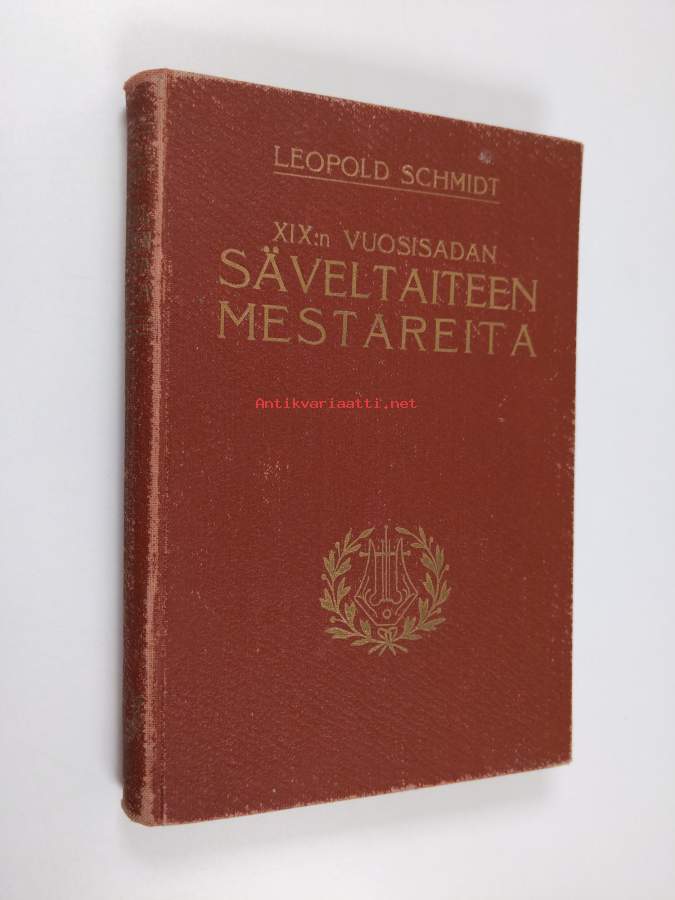 LEOPOLD SCHMIDT
XIX:n VUOSISADAN
SÄVELTAITEEN
MESTAREITA
Antikvariaatti.net